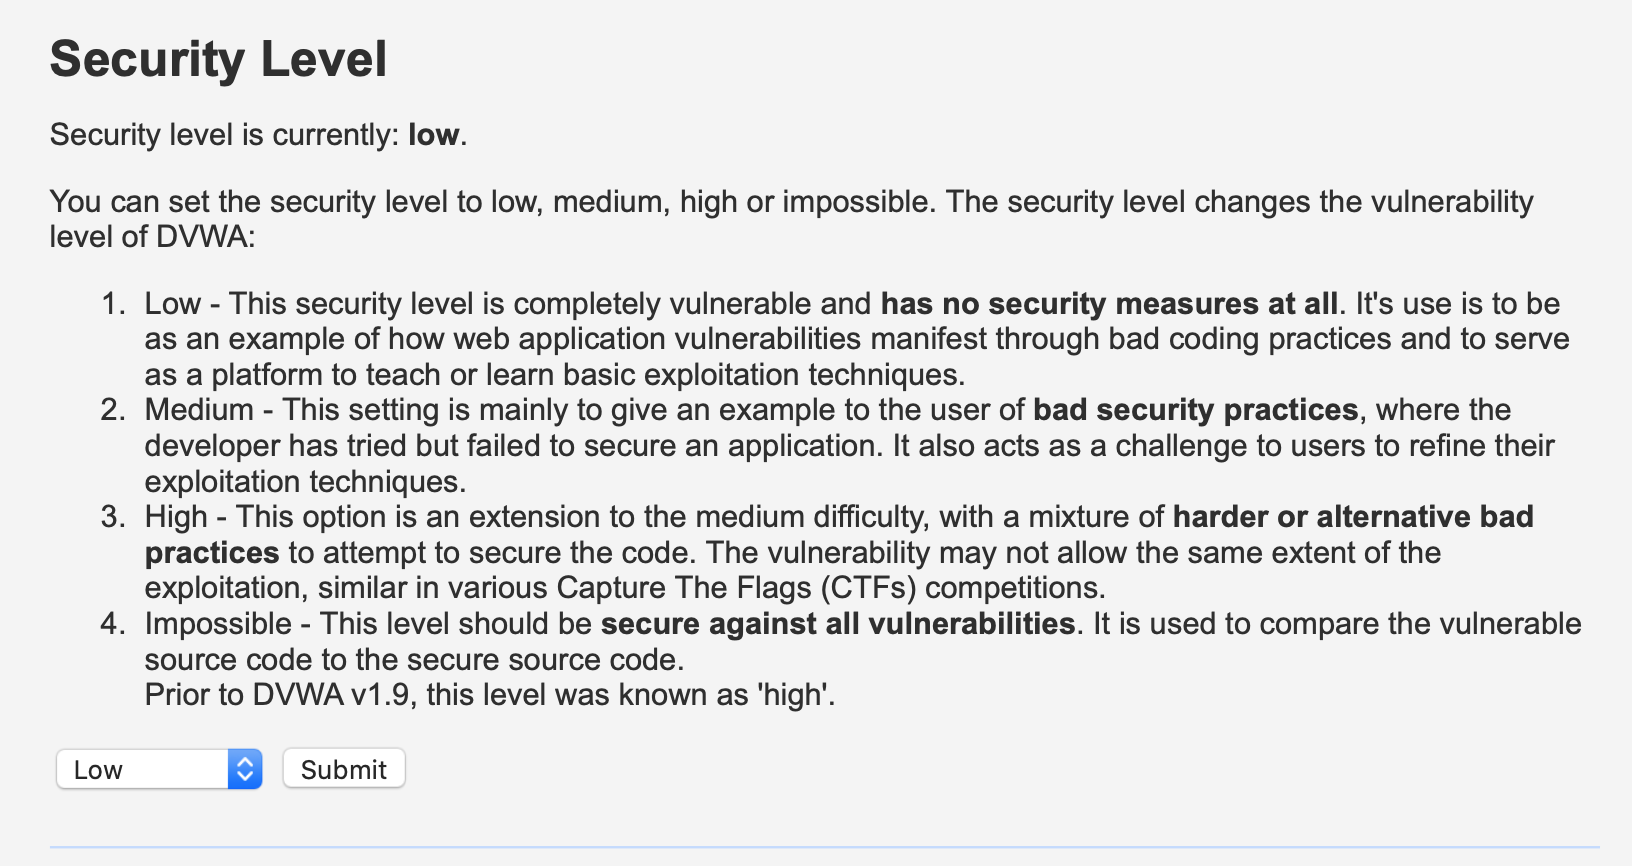 Security Level
Security level is currently: low.
You can set the security level to low, medium, high or impossible. The security level changes the vulnerability
level of DVWA:
1. Low - This security level is completely vulnerable and has no security measures at all. It's use is to be
as an example of how web application vulnerabilities manifest through bad coding practices and to serve
as a platform to teach or learn basic exploitation techniques.
2. Medium - This setting is mainly to give an example to the user of bad security practices, where the
developer has tried but failed to secure an application. It also acts as a challenge to users to refine their
exploitation techniques.
3. High - This option is an extension to the medium difficulty, with a mixture of harder or alternative bad
practices to attempt to secure the code. The vulnerability may not allow the same extent of the
exploitation, similar in various Capture The Flags (CTFs) competitions.
4. Impossible - This level should be secure against all vulnerabilities. It is used to compare the vulnerable
source code to the secure source code.
Prior to DVWA v1.9, this level was known as 'high'.
Low Submit